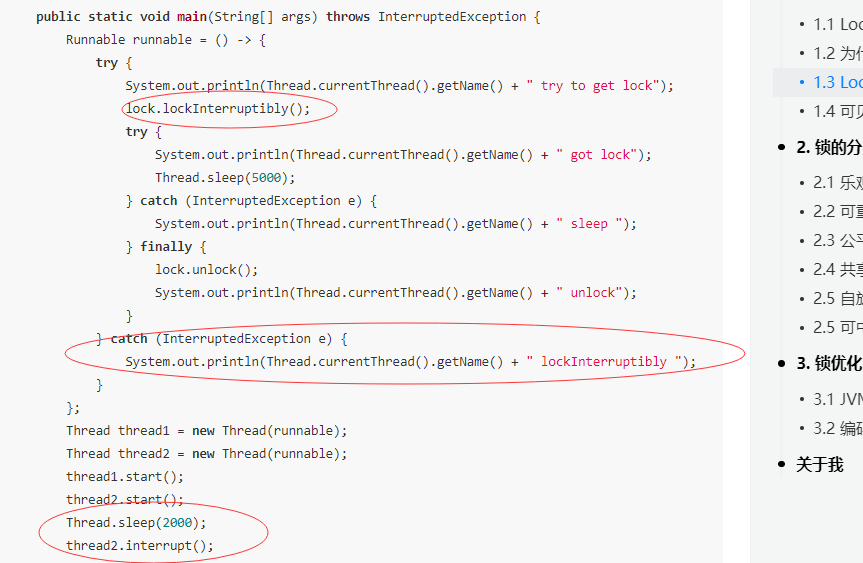 public static void main(String[] args) throws InterruptedException {
Runnable runnable = () -> {
try {
System.out.println(Thread.currentThread().getName() + " try to get lock");
lock.lockInterruptibly();
try {
System.out.println(Thread.currentThread().getName() + " got lock");
Thread.sleep(5000);
} catch (InterruptedException e) {
System.out.println(Thread.currentThread().getName() + " sleep ");
} finally {
lock.unlock();
System.out.println(Thread.currentThread().getName() + " unlock");
}
} catch (InterruptedException e) {
System.out.println(Thread.currentThread().getName() + " lockInterruptibly ");
}
};
Thread thread1 = new Thread(runnable);
Thread thread2 = new Thread(runnable);
thread1.start();
thread2.start();
Thread.sleep(2000);
thread2.interrupt();
1.1 Loc
1.2 为
1.3 Loc
1.4 可
2. 锁的分
2.1 乐
2.2 可
2.3 公
2.4 共
2.5 自
2.5 可
3. 锁优化
3.1 JV
3.2 编
关于我